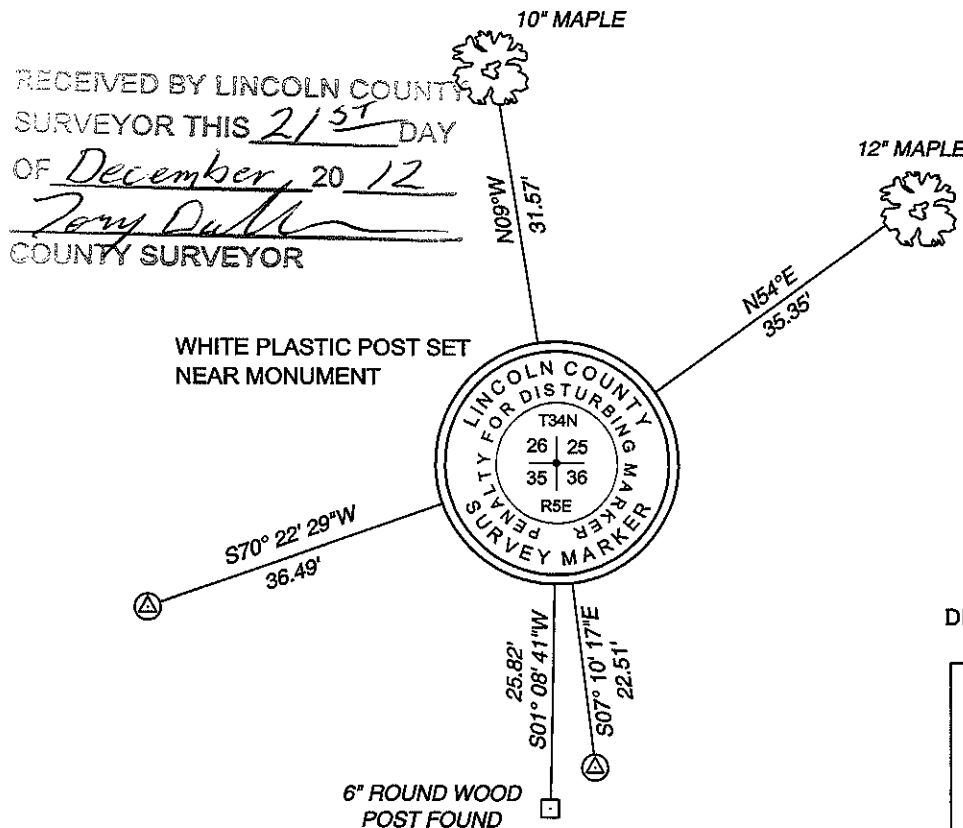 10" MAPLE
RECEIVED BY LINCOLN COUNTY
SURVEYOR THIS 21ST DAY
OF December, 20 12
COUNTY SURVEYOR
12" MAPLE
N09°W
31.57'
N54°E
35.35'
WHITE PLASTIC POST SET
NEAR MONUMENT
LINCOLN COUNTY
PENALTY FOR DISTURBING MARKER
T34N
26 25
35 36
R5E
SURVEY MARKER
S70° 22' 29"W
36.49'
25.82'
S01° 08' 41"W
S07° 10' 17"E
22.51'
6" ROUND WOOD
POST FOUND